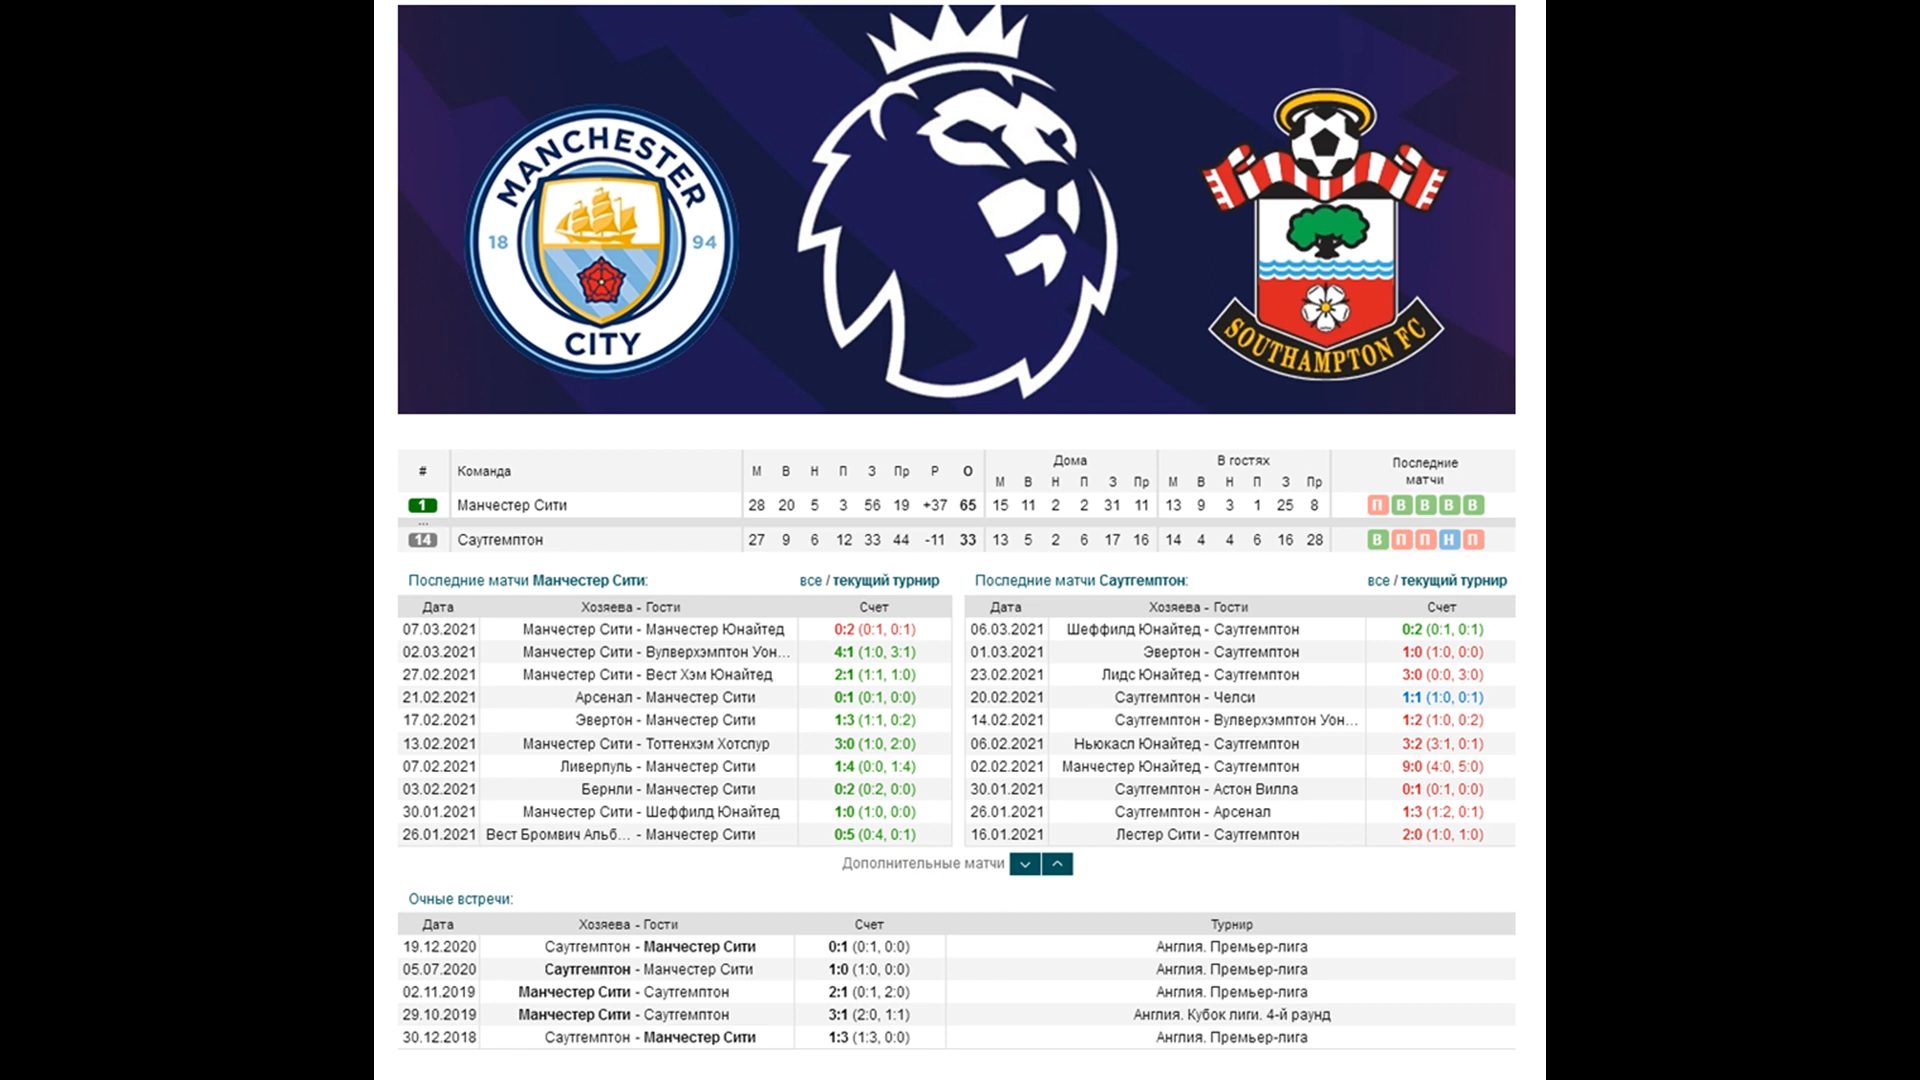 MANCHESTER
18 94
CITY
SOUTHAMPTON FC
# Команда М В Н П З Пр Р О Дома В гостях Последние матчи
М В Н П З Пр М В Н П З Пр
1 Манчестер Сити 28 20 5 3 56 19 +37 65 15 11 2 2 31 11 13 9 3 1 25 8 П В В В В
...
14 Саутгемптон 27 9 6 12 33 44 -11 33 13 5 2 6 17 16 14 4 4 6 16 28 В П П Н П
Последние матчи Манчестер Сити: все / текущий турнир
Дата Хозяева - Гости Счет
07.03.2021 Манчестер Сити - Манчестер Юнайтед 0:2 (0:1, 0:1)
02.03.2021 Манчестер Сити - Вулверхэмптон Уон... 4:1 (1:0, 3:1)
27.02.2021 Манчестер Сити - Вест Хэм Юнайтед 2:1 (1:1, 1:0)
21.02.2021 Арсенал - Манчестер Сити 0:1 (0:1, 0:0)
17.02.2021 Эвертон - Манчестер Сити 1:3 (1:1, 0:2)
13.02.2021 Манчестер Сити - Тоттенхэм Хотспур 3:0 (1:0, 2:0)
07.02.2021 Ливерпуль - Манчестер Сити 1:4 (0:0, 1:4)
03.02.2021 Бернли - Манчестер Сити 0:2 (0:2, 0:0)
30.01.2021 Манчестер Сити - Шеффилд Юнайтед 1:0 (1:0, 0:0)
26.01.2021 Вест Бромвич Альб... - Манчестер Сити 0:5 (0:4, 0:1)
Последние матчи Саутгемптон: все / текущий турнир
Дата Хозяева - Гости Счет
06.03.2021 Шеффилд Юнайтед - Саутгемптон 0:2 (0:1, 0:1)
01.03.2021 Эвертон - Саутгемптон 1:0 (1:0, 0:0)
23.02.2021 Лидс Юнайтед - Саутгемптон 3:0 (0:0, 3:0)
20.02.2021 Саутгемптон - Челси 1:1 (1:0, 0:1)
14.02.2021 Саутгемптон - Вулверхэмптон Уон... 1:2 (1:0, 0:2)
06.02.2021 Ньюкасл Юнайтед - Саутгемптон 3:2 (3:1, 0:1)
02.02.2021 Манчестер Юнайтед - Саутгемптон 9:0 (4:0, 5:0)
30.01.2021 Саутгемптон - Астон Вилла 0:1 (0:1, 0:0)
26.01.2021 Саутгемптон - Арсенал 1:3 (1:2, 0:1)
16.01.2021 Лестер Сити - Саутгемптон 2:0 (1:0, 1:0)
Дополнительные матчи
Очные встречи:
Дата Хозяева - Гости Счет Турнир
19.12.2020 Саутгемптон - Манчестер Сити 0:1 (0:1, 0:0) Англия. Премьер-лига
05.07.2020 Саутгемптон - Манчестер Сити 1:0 (1:0, 0:0) Англия. Премьер-лига
02.11.2019 Манчестер Сити - Саутгемптон 2:1 (0:1, 2:0) Англия. Премьер-лига
29.10.2019 Манчестер Сити - Саутгемптон 3:1 (2:0, 1:1) Англия. Кубок лиги. 4-й раунд
30.12.2018 Саутгемптон - Манчестер Сити 1:3 (1:3, 0:0) Англия. Премьер-лига